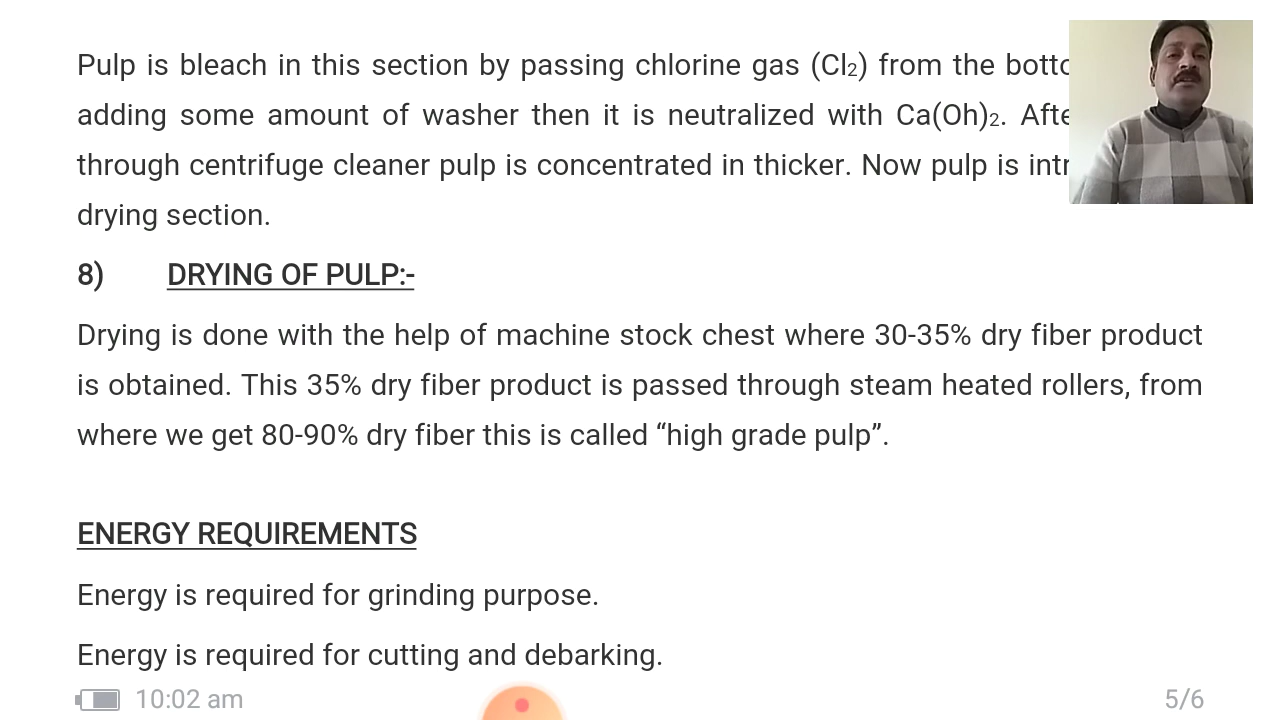 Pulp is bleach in this section by passing chlorine gas (Cl₂) from the
adding some amount of washer then it is neutralized with Ca(Oh)₂.
through centrifuge cleaner pulp is concentrated in thicker. Now pulp is
drying section.
8) DRYING OF PULP:-
Drying is done with the help of machine stock chest where 30-35% dry fiber product
is obtained. This 35% dry fiber product is passed through steam heated rollers, from
where we get 80-90% dry fiber this is called “high grade pulp”.
ENERGY REQUIREMENTS
Energy is required for grinding purpose.
Energy is required for cutting and debarking.
10:02 am 5/6